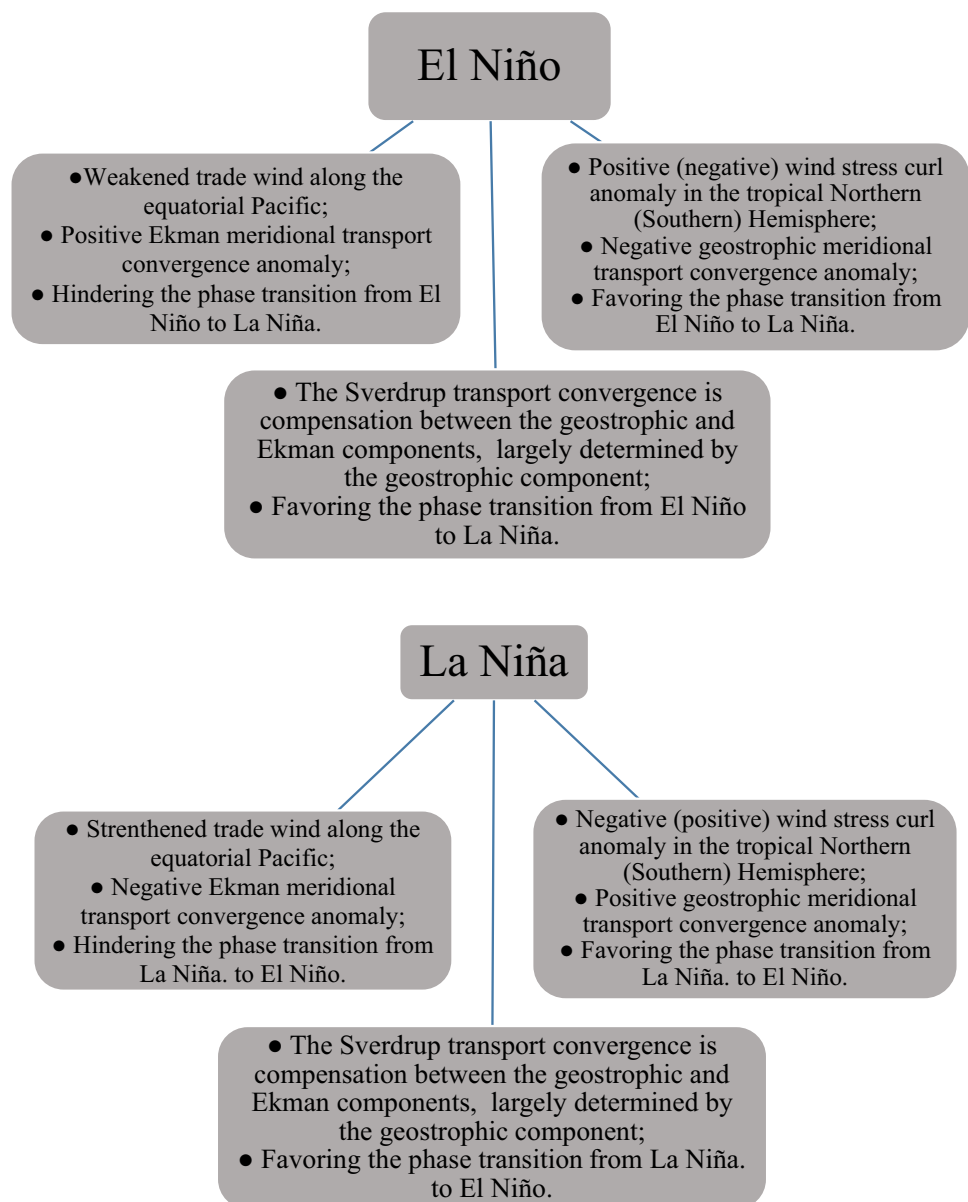 El Niño
●Weakened trade wind along the
equatorial Pacific;
● Positive Ekman meridional transport
convergence anomaly;
● Hindering the phase transition from El
Niño to La Niña.
● Positive (negative) wind stress curl
anomaly in the tropical Northern
(Southern) Hemisphere;
● Negative geostrophic meridional
transport convergence anomaly;
● Favoring the phase transition from
El Niño to La Niña.
● The Sverdrup transport convergence is
compensation between the geostrophic and
Ekman components, largely determined by
the geostrophic component;
● Favoring the phase transition from El Niño
to La Niña.
La Niña
● Strenthened trade wind along the
equatorial Pacific;
● Negative Ekman meridional
transport convergence anomaly;
● Hindering the phase transition from
La Niña. to El Niño.
● Negative (positive) wind stress curl
anomaly in the tropical Northern
(Southern) Hemisphere;
● Positive geostrophic meridional
transport convergence anomaly;
● Favoring the phase transition from
La Niña. to El Niño.
● The Sverdrup transport convergence is
compensation between the geostrophic and
Ekman components, largely determined by
the geostrophic component;
● Favoring the phase transition from La Niña.
to El Niño.